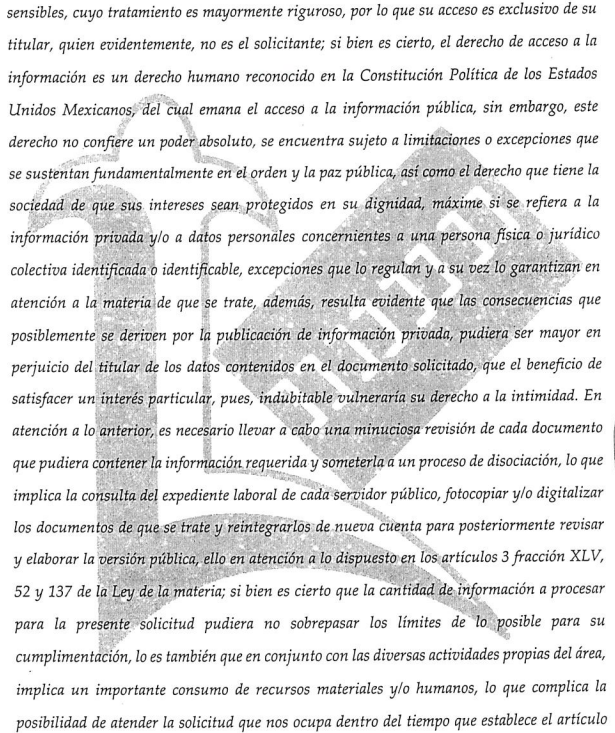 sensibles, cuyo tratamiento es mayormente riguroso, por lo que su acceso es exclusivo de su
titular, quien evidentemente, no es el solicitante; si bien es cierto, el derecho de acceso a la
información es un derecho humano reconocido en la Constitución Política de los Estados
Unidos Mexicanos, del cual emana el acceso a la información pública, sin embargo, este
derecho no confiere un poder absoluto, se encuentra sujeto a limitaciones o excepciones que
se sustentan fundamentalmente en el orden y la paz pública, así como el derecho que tiene la
sociedad de que sus intereses sean protegidos en su dignidad, máxime si se refiera a la
información privada y/o a datos personales concernientes a una persona física o jurídico
colectiva identificada o identificable, excepciones que lo regulan y a su vez lo garantizan en
atención a la materia de que se trate, además, resulta evidente que las consecuencias que
posiblemente se deriven por la publicación de información privada, pudiera ser mayor en
perjuicio del titular de los datos contenidos en el documento solicitado, que el beneficio de
satisfacer un interés particular, pues, indubitable vulneraría su derecho a la intimidad. En
atención a lo anterior, es necesario llevar a cabo una minuciosa revisión de cada documento
que pudiera contener la información requerida y someterla a un proceso de disociación, lo que
implica la consulta del expediente laboral de cada servidor público, fotocopiar y/o digitalizar
los documentos de que se trate y reintegrarlos de nueva cuenta para posteriormente revisar
y elaborar la versión pública, ello en atención a lo dispuesto en los artículos 3 fracción XLV,
52 y 137 de la Ley de la materia; si bien es cierto que la cantidad de información a procesar
para la presente solicitud pudiera no sobrepasar los límites de lo posible para su
cumplimentación, lo es también que en conjunto con las diversas actividades propias del área,
implica un importante consumo de recursos materiales y/o humanos, lo que complica la
posibilidad de atender la solicitud que nos ocupa dentro del tiempo que establece el artículo